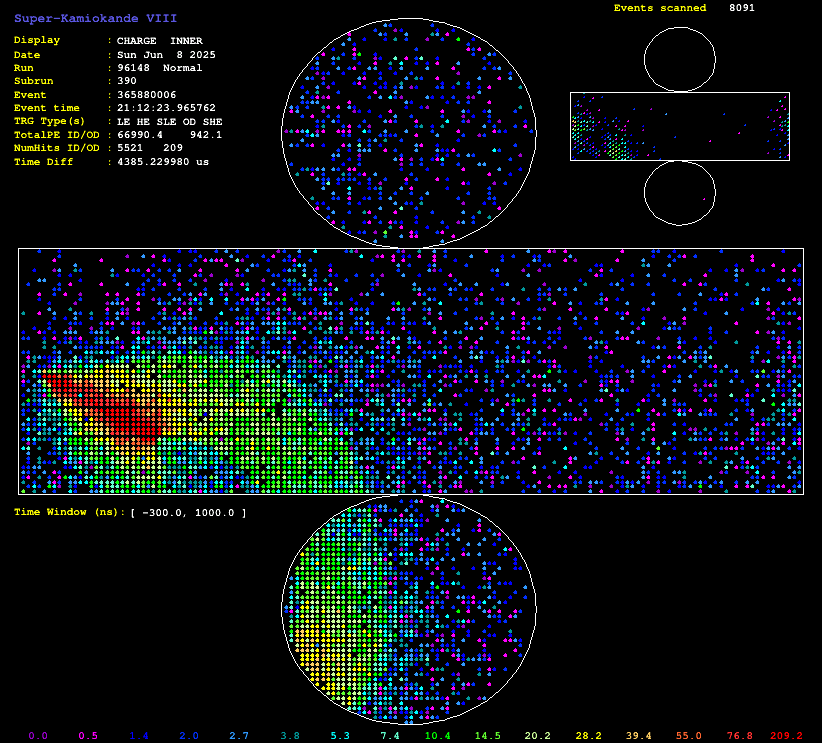 Super-Kamiokande VIII
Events scanned 8091
Display : CHARGE INNER
Date : Sun Jun 8 2025
Run : 96148 Normal
Subrun : 390
Event : 365880006
Event time : 21:12:23.965762
TRG Type(s) : LE HE SLE OD SHE
TotalPE ID/OD : 66990.4 942.1
NumHits ID/OD : 5521 209
Time Diff : 4385.229980 us
Time Window (ns): [ -300.0, 1000.0 ]
0.0 0.5 1.4 2.0 2.7 3.8 5.3 7.4 10.4 14.5 20.2 28.2 39.4 55.0 76.8 209.2